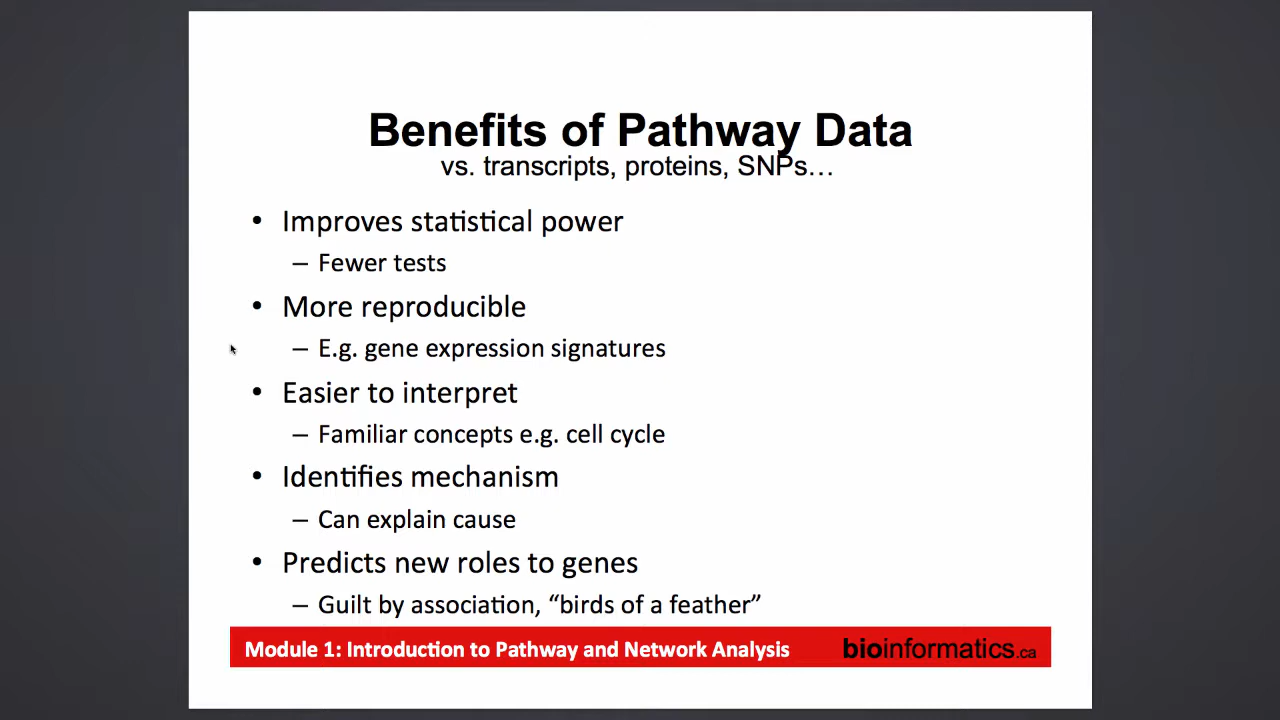 Benefits of Pathway Data
vs. transcripts, proteins, SNPs…
• Improves statistical power
– Fewer tests
• More reproducible
– E.g. gene expression signatures
• Easier to interpret
– Familiar concepts e.g. cell cycle
• Identifies mechanism
– Can explain cause
• Predicts new roles to genes
– Guilt by association, “birds of a feather”
Module 1: Introduction to Pathway and Network Analysis bioinformatics.ca